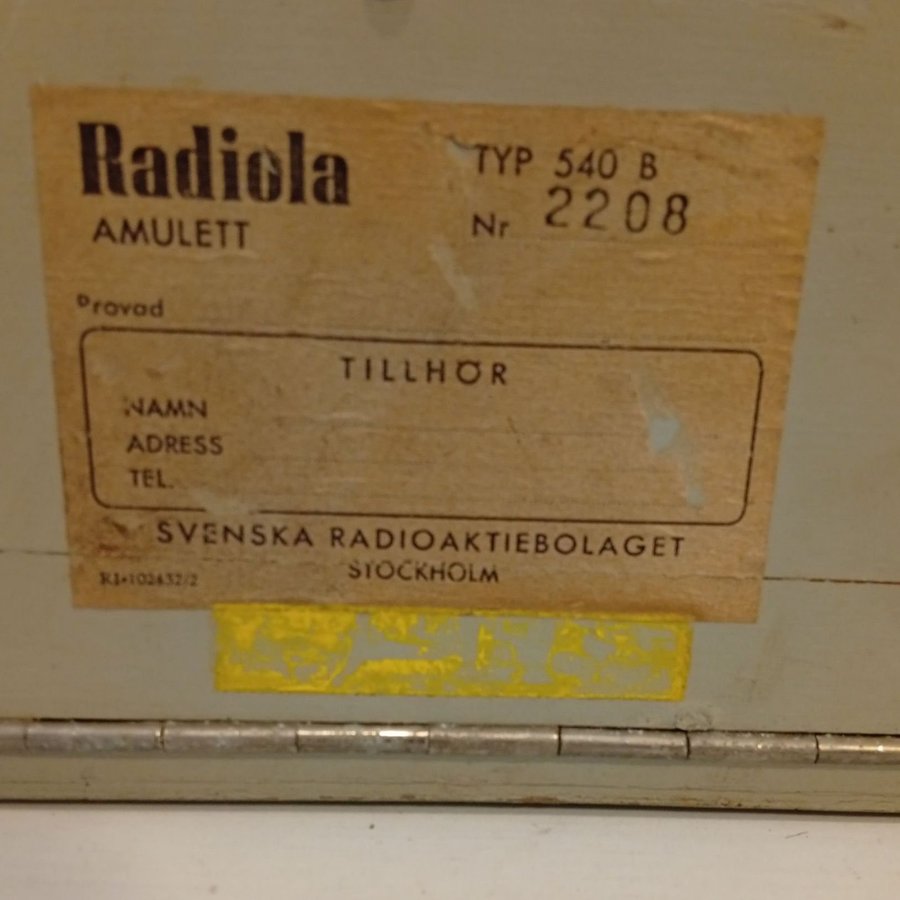 Radiola
AMULETT
TYP 540 B
Nr 2208
Provad
TILLHÖR
NAMN
ADRESS
TEL.
SVENSKA RADIOAKTIEBOLAGET
STOCKHOLM